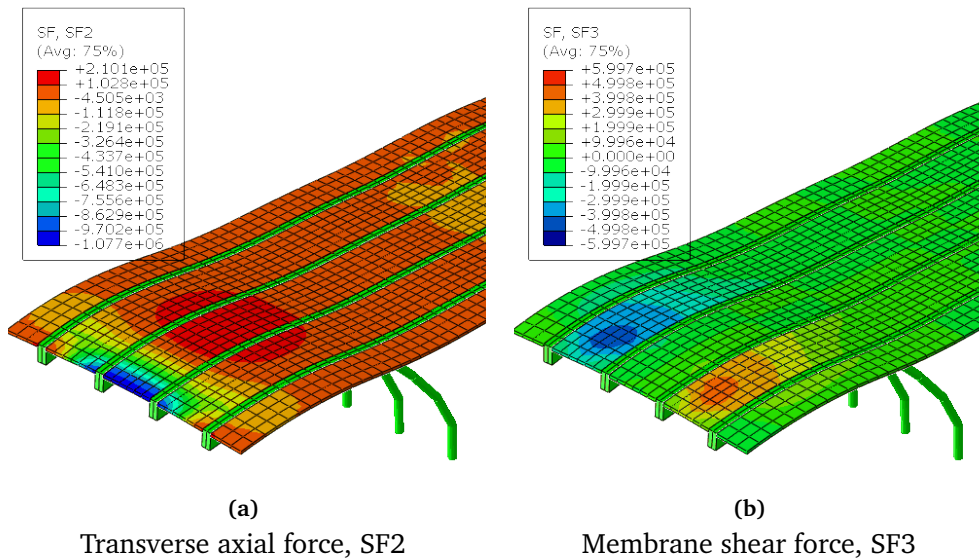 SF, SF2
(Avg: 75%)
+2.101e+05
+1.028e+05
-4.505e+03
-1.118e+05
-2.191e+05
-3.264e+05
-4.337e+05
-5.410e+05
-6.483e+05
-7.556e+05
-8.629e+05
-9.702e+05
-1.077e+06
SF, SF3
(Avg: 75%)
+5.997e+05
+4.998e+05
+3.998e+05
+2.999e+05
+1.999e+05
+9.996e+04
+0.000e+00
-9.996e+04
-1.999e+05
-2.999e+05
-3.998e+05
-4.998e+05
-5.997e+05
(a)
Transverse axial force, SF2
(b)
Membrane shear force, SF3